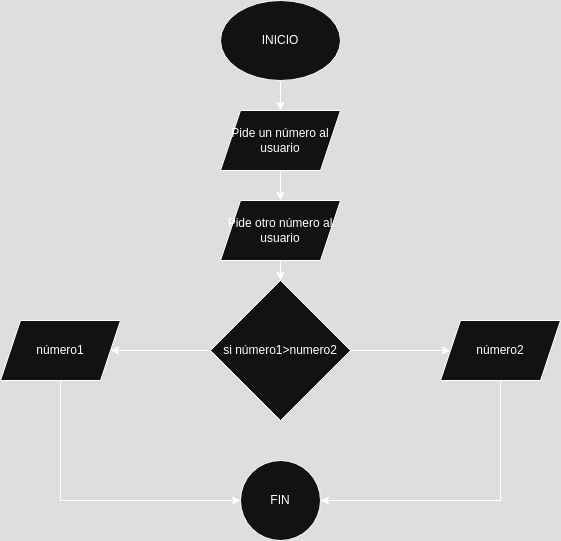 INICIO
Pide un número al
usuario
Pide otro número al
usuario
número1
si número1>numero2
número2
FIN